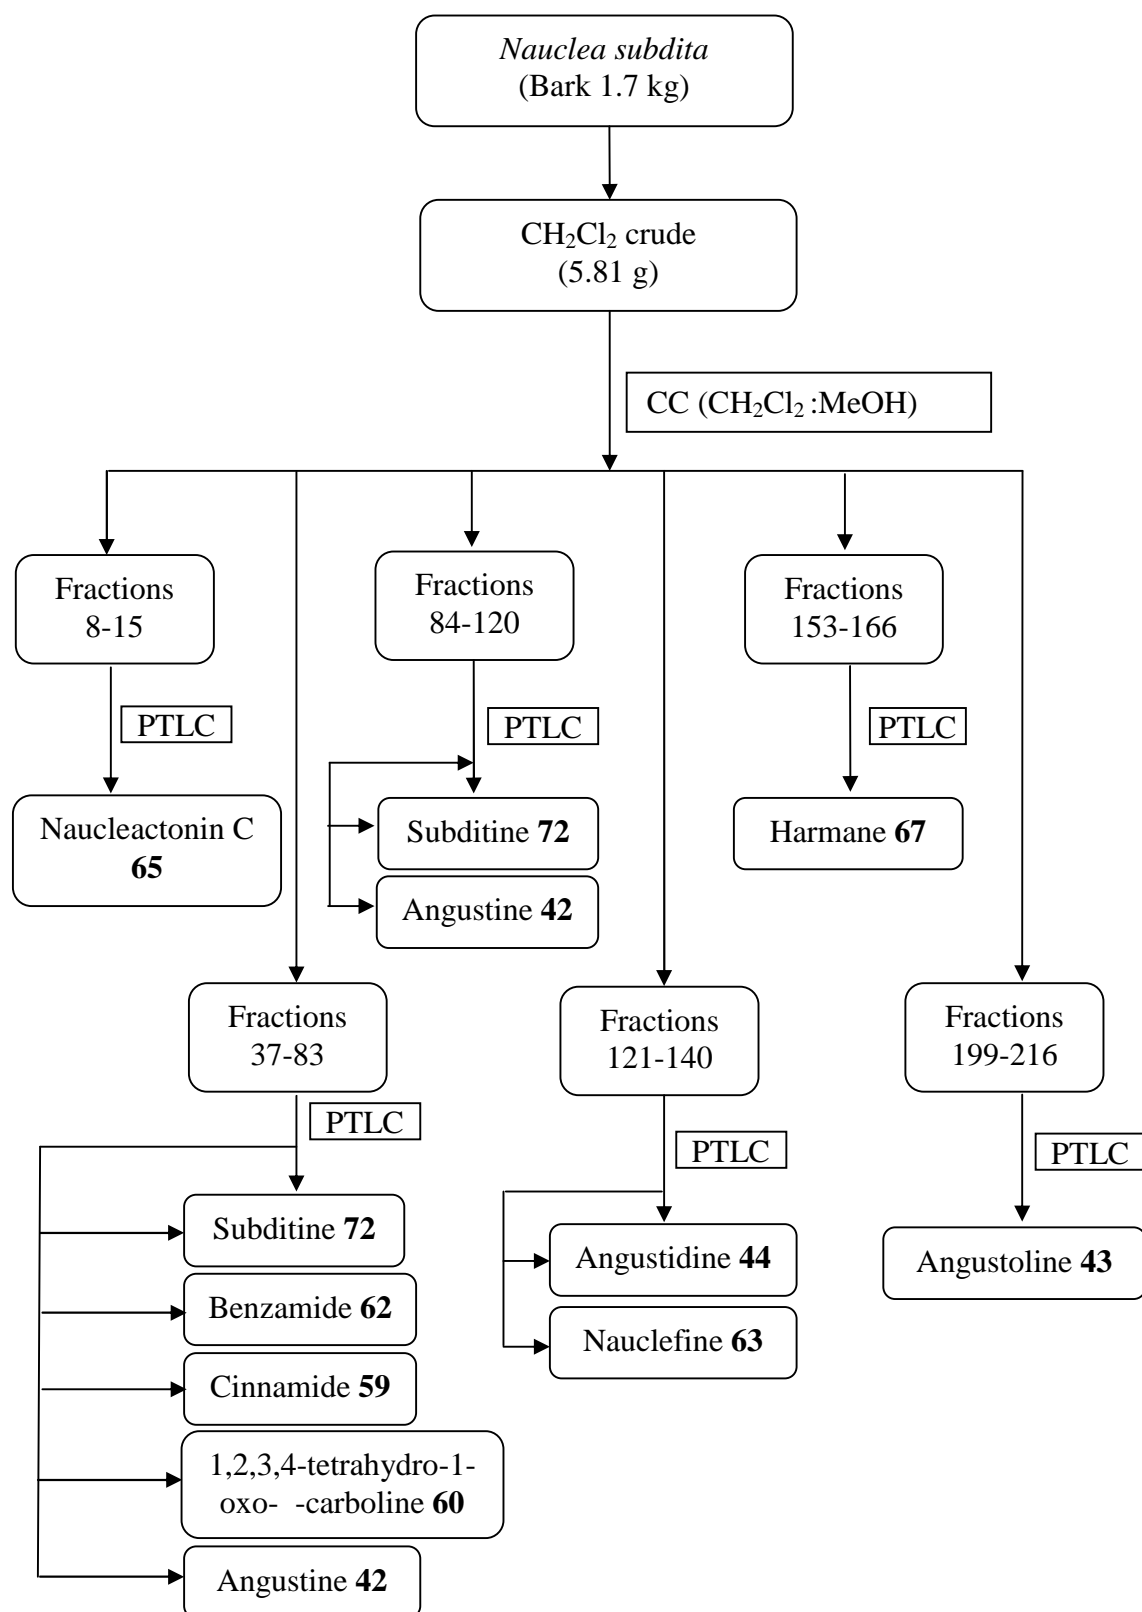 Nauclea subdita
(Bark 1.7 kg)
CH₂Cl₂ crude
(5.81 g)
CC (CH₂Cl₂ :MeOH)
Fractions
8-15
Fractions
84-120
Fractions
153-166
PTLC
PTLC
PTLC
Naucleactonin C
65
Subditine 72
Harmane 67
Angustine 42
Fractions
37-83
Fractions
121-140
Fractions
199-216
PTLC
PTLC
PTLC
Subditine 72
Benzamide 62
Cinnamide 59
1,2,3,4-tetrahydro-1-
oxo- -carboline 60
Angustine 42
Angustidine 44
Nauclefine 63
Angustoline 43